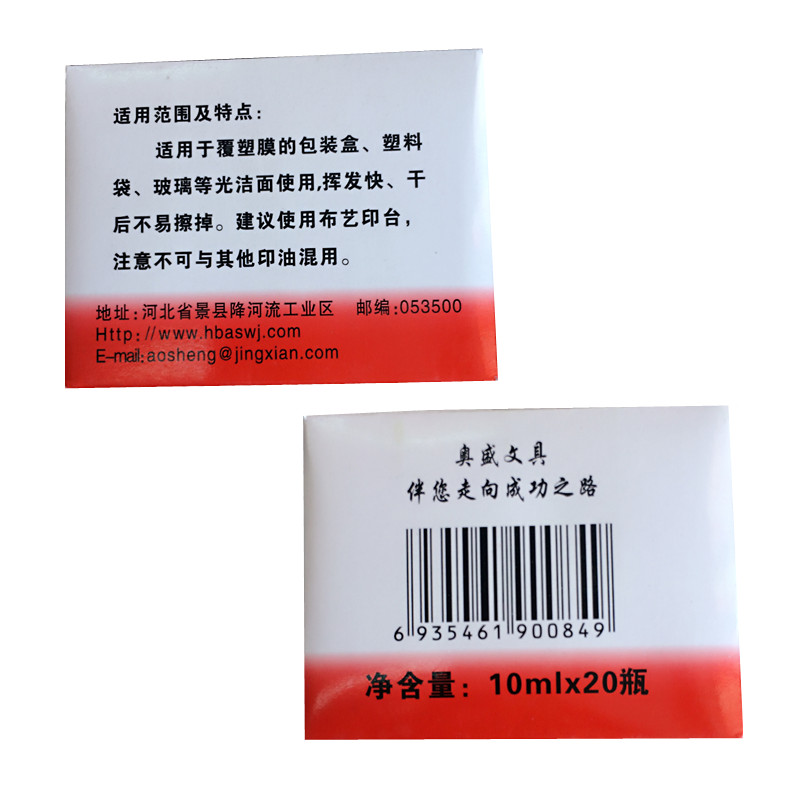 适用范围及特点:
适用于覆塑膜的包装盒、塑料
袋、玻璃等光洁面使用,挥发快、干
后不易擦掉。建议使用布艺印台,
注意不可与其他印油混用。
地址:河北省景县降河流工业区 邮编:053500
Http://www.hbaswj.com
E-mail:aosheng@jingxian.com
奥盛文具
伴您走向成功之路
6 935461 900849
净含量:10mlx20瓶